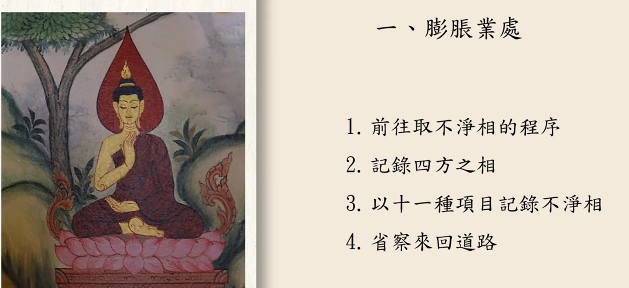 一、膨脹業處
1. 前往取不淨相的程序
2. 記錄四方之相
3. 以十一種項目記錄不淨相
4. 省察來回道路